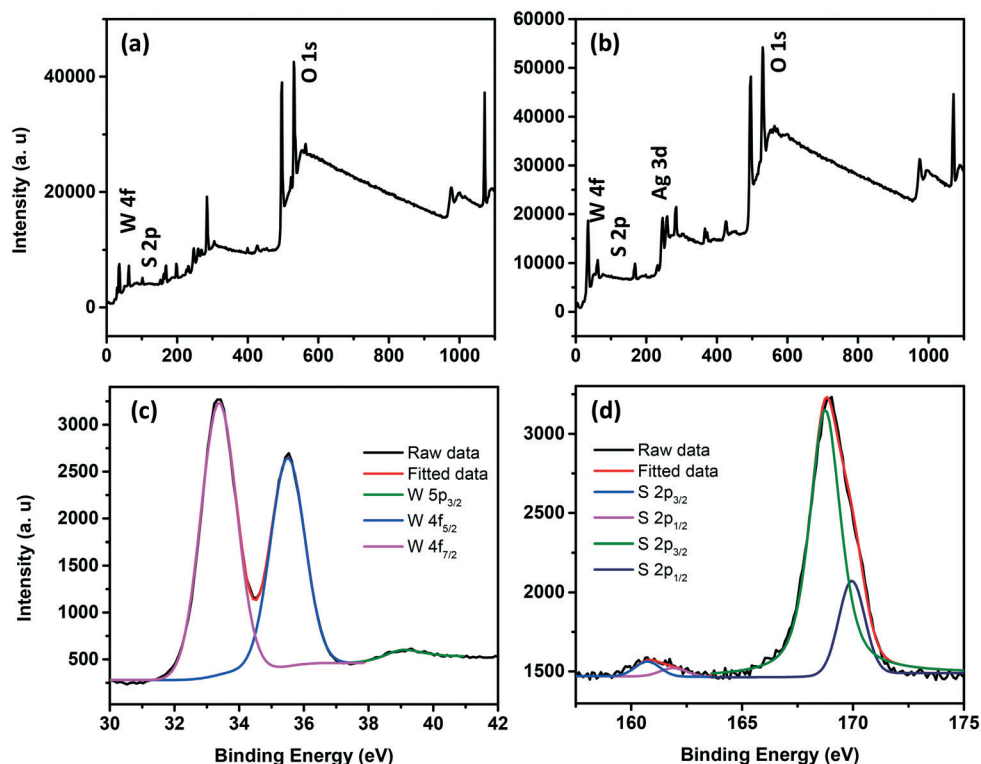 (a)
Intensity (a. u)
40000
20000
0
W 4f
S 2p
O 1s
0 200 400 600 800 1000
(b)
60000
50000
40000
30000
20000
10000
0
W 4f
S 2p
Ag 3d
O 1s
0 200 400 600 800 1000
(c)
Intensity (a. u)
3000
2500
2000
1500
1000
500
Raw data
Fitted data
W 5p3/2
W 4f5/2
W 4f7/2
30 32 34 36 38 40 42
Binding Energy (eV)
(d)
3000
2500
2000
1500
Raw data
Fitted data
S 2p3/2
S 2p1/2
S 2p3/2
S 2p1/2
160 165 170 175
Binding Energy (eV)